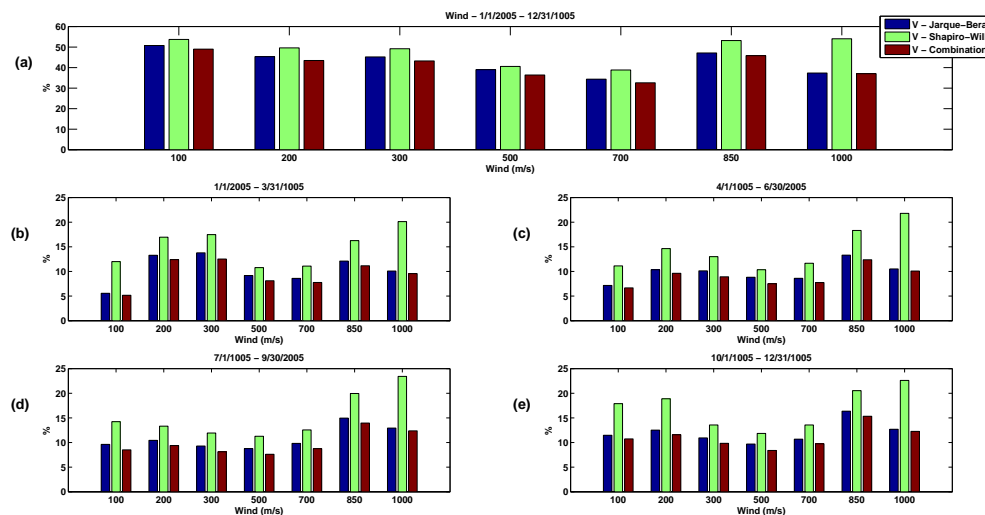 Wind – 1/1/2005 – 12/31/1005
V – Jarque–Bera
V – Shapiro–Wil
V – Combination
(a)
%
60
50
40
30
20
10
0
100 200 300 500 700 850 1000
Wind (m/s)
1/1/2005 – 3/31/1005
(b)
%
25
20
15
10
5
0
100 200 300 500 700 850 1000
Wind (m/s)
4/1/1005 – 6/30/2005
(c)
%
25
20
15
10
5
0
100 200 300 500 700 850 1000
Wind (m/s)
7/1/1005 – 9/30/2005
(d)
%
25
20
15
10
5
0
100 200 300 500 700 850 1000
10/1/1005 – 12/31/1005
(e)
%
25
20
15
10
5
0
100 200 300 500 700 850 1000